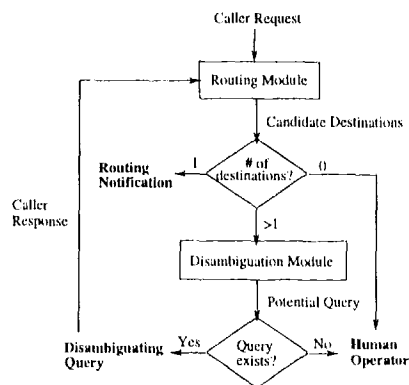 Caller Request
Routing Module
Candidate Destinations
1
# of
destinations?
0
Routing
Notification
Caller
Response
>1
Disambiguation Module
Potential Query
Yes
Query
exists?
No
Disambiguating
Query
Human
Operator